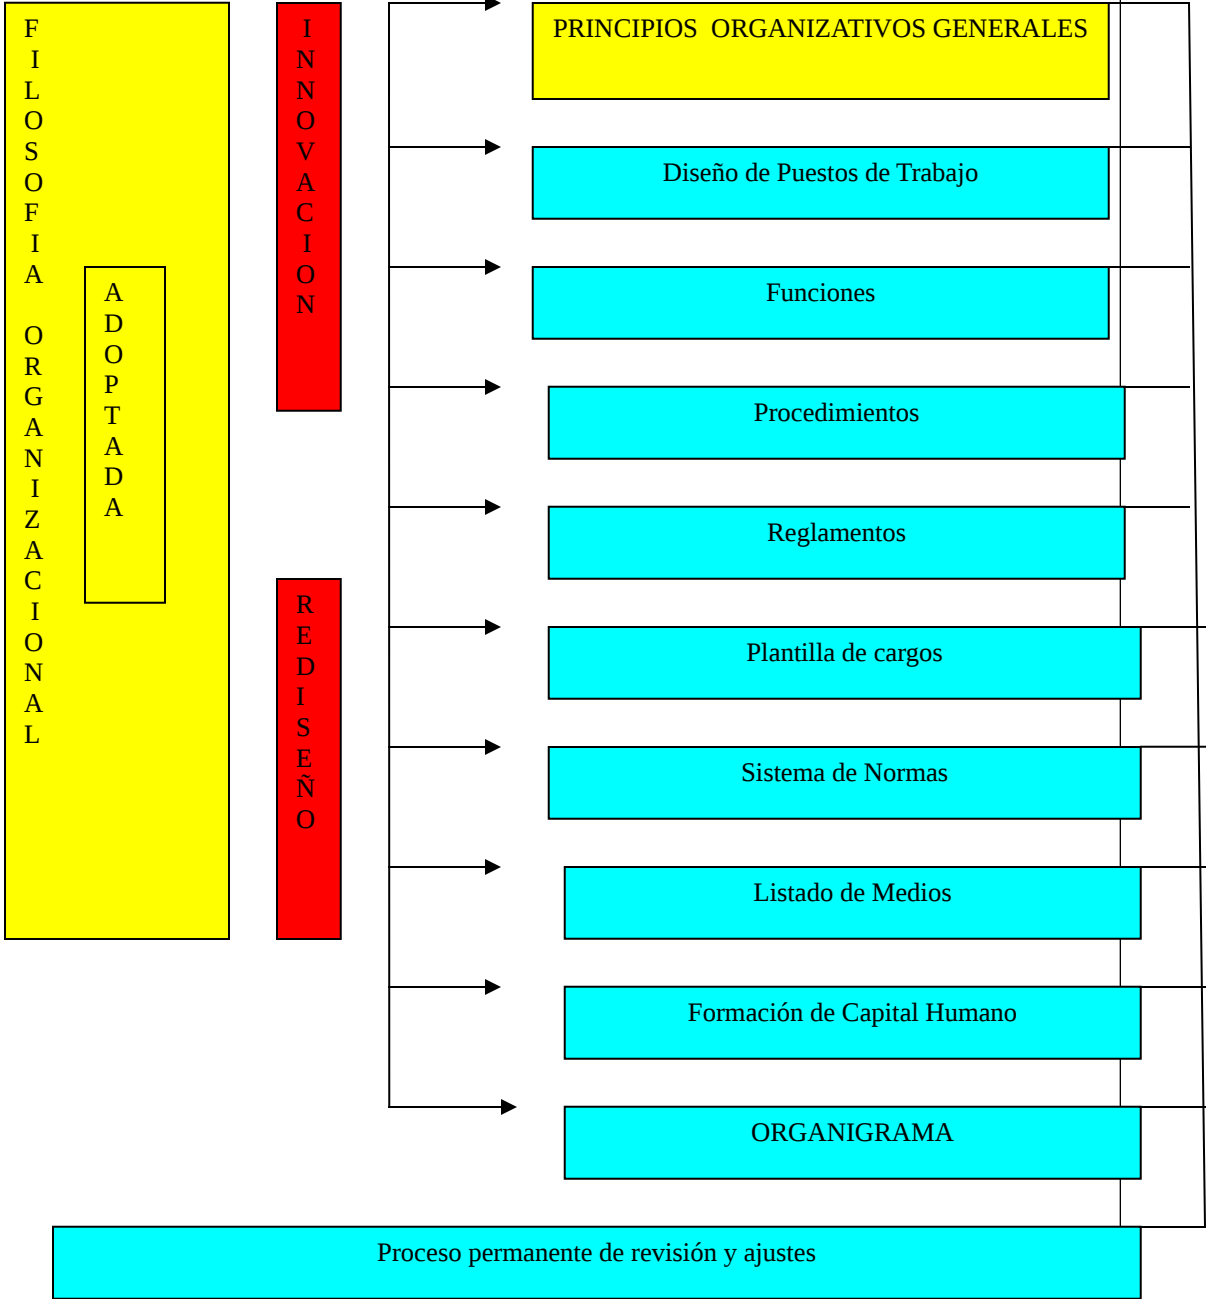 FILOSOFIA ORGANIZACIONAL
ADOPTADA
INNOVACION
REDISEÑO
PRINCIPIOS ORGANIZATIVOS GENERALES
Diseño de Puestos de Trabajo
Funciones
Procedimientos
Reglamentos
Plantilla de cargos
Sistema de Normas
Listado de Medios
Formación de Capital Humano
ORGANIGRAMA
Proceso permanente de revisión y ajustes